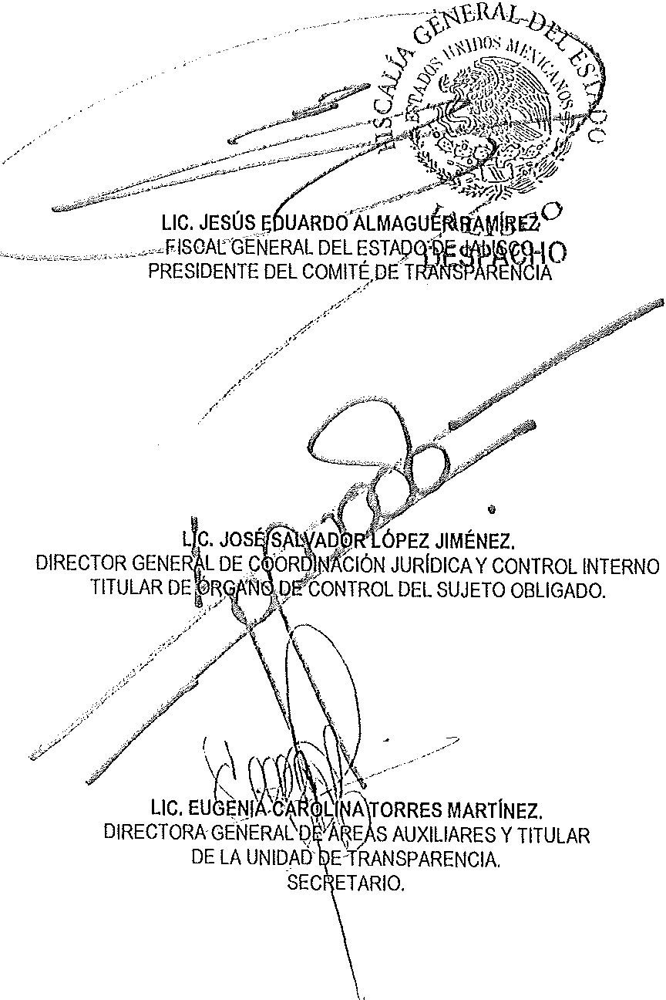 FISCALÍA GENERAL DEL ESTADO
ESTADOS UNIDOS MEXICANOS
JALISCO
DESPACHO
LIC. JESÚS EDUARDO ALMAGUER RAMÍREZ
FISCAL GENERAL DEL ESTADO DE JALISCO
PRESIDENTE DEL COMITÉ DE TRANSPARENCIA
LIC. JOSÉ SALVADOR LÓPEZ JIMÉNEZ.
DIRECTOR GENERAL DE COORDINACIÓN JURÍDICA Y CONTROL INTERNO
TITULAR DE ÓRGANO DE CONTROL DEL SUJETO OBLIGADO.
LIC. EUGENIA CAROLINA TORRES MARTÍNEZ.
DIRECTORA GENERAL DE ÁREAS AUXILIARES Y TITULAR
DE LA UNIDAD DE TRANSPARENCIA.
SECRETARIO.